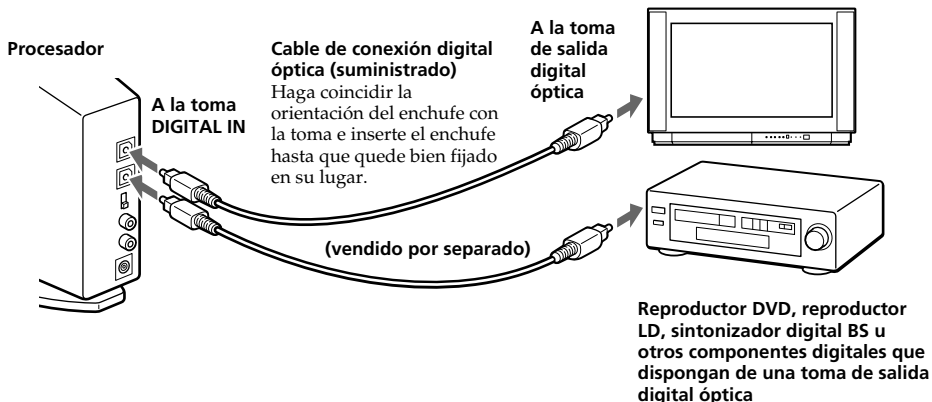 Procesador
A la toma
DIGITAL IN
Cable de conexión digital
óptica (suministrado)
Haga coincidir la
orientación del enchufe con
la toma e inserte el enchufe
hasta que quede bien fijado
en su lugar.
A la toma
de salida
digital
óptica
(vendido por separado)
Reproductor DVD, reproductor
LD, sintonizador digital BS u
otros componentes digitales que
dispongan de una toma de salida
digital óptica